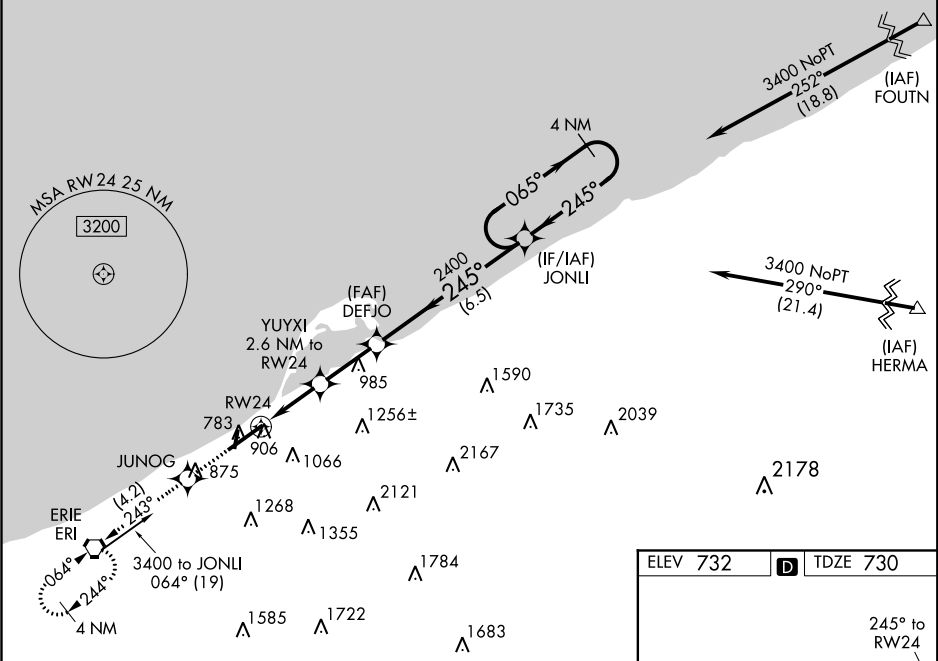 3400 NoPT
252°
(18.8)
(IAF)
FOUTN
4 NM
065°
245°
MSA RW24 25 NM
3200
(IF/IAF)
JONLI
2400
245°
(6.5)
3400 NoPT
290°
(21.4)
(IAF)
HERMA
(FAF)
DEFJO
YUYXI
2.6 NM to
RW24
985
1590
RW24
783
906
1256±
1735
2039
1066
2167
JUNOG
875
2178
(4.2)
243°
1268
2121
1355
ERIE
ERI
064°
244°
4 NM
3400 to JONLI
064° (19)
1784
1585
1722
1683
ELEV 732
D
TDZE 730
245° to
RW24